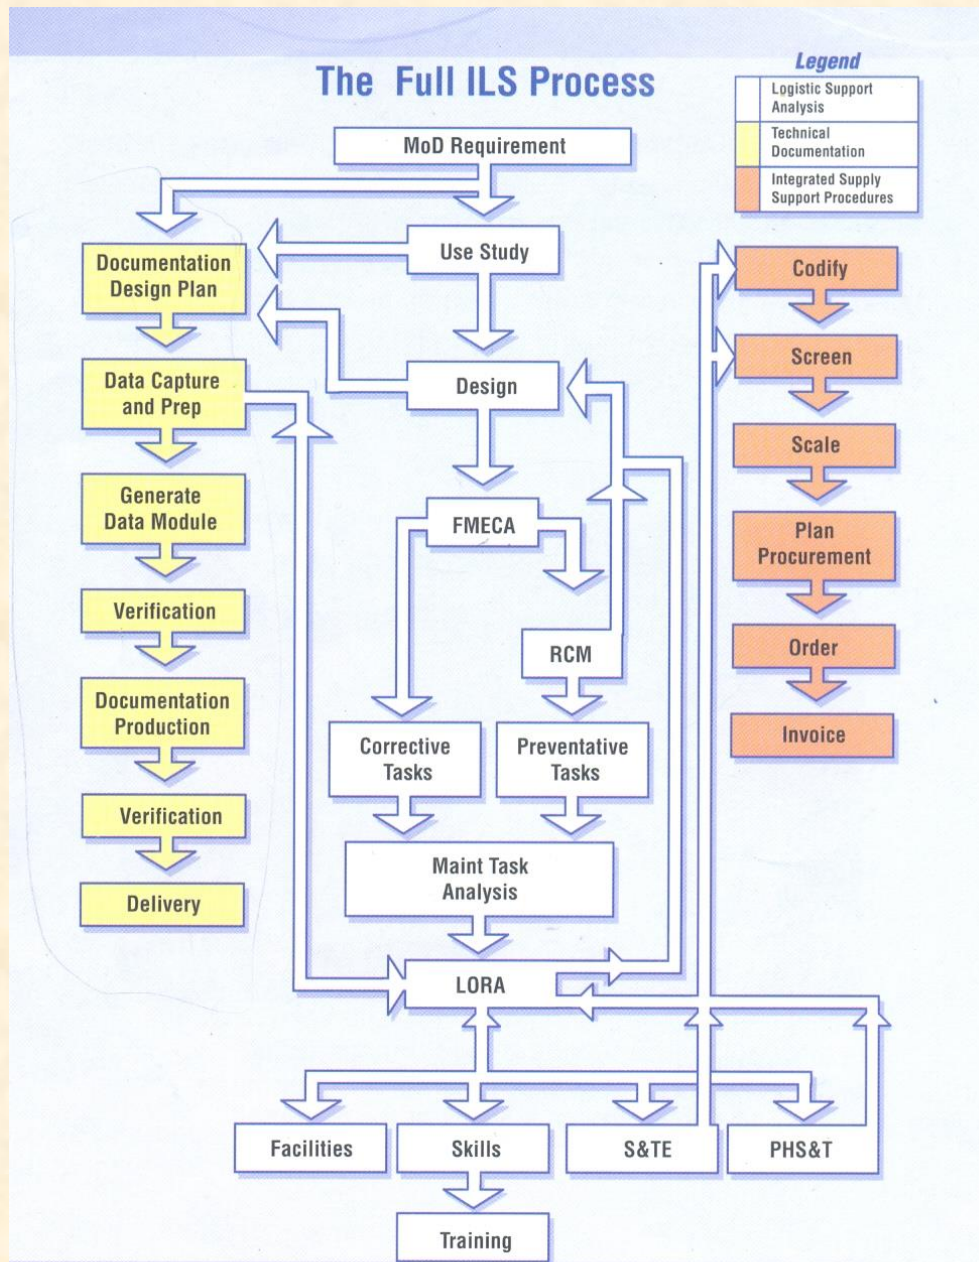 The Full ILS Process
Legend
Logistic Support
Analysis
Technical
Documentation
Integrated Supply
Support Procedures
MoD Requirement
Documentation
Design Plan
Use Study
Codify
Data Capture
and Prep
Design
Screen
Scale
Generate
Data Module
FMECA
Plan
Procurement
Verification
RCM
Order
Documentation
Production
Corrective
Tasks
Preventative
Tasks
Invoice
Verification
Maint Task
Analysis
Delivery
LORA
Facilities
Skills
S&TE
PHS&T
Training